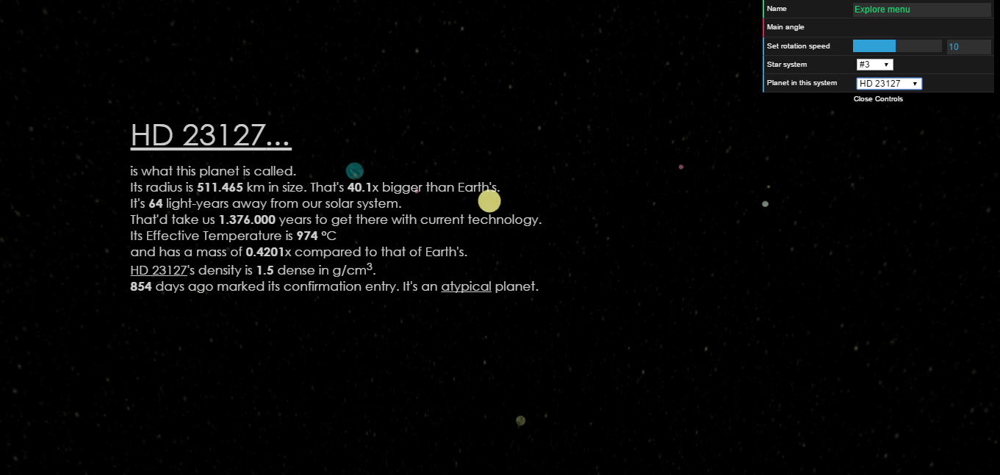 Name Explore menu
Main angle
Set rotation speed 10
Star system #3
Planet in this system HD 23127
Close Controls
HD 23127...
is what this planet is called.
Its radius is 511.465 km in size. That's 40.1x bigger than Earth's.
It's 64 light-years away from our solar system.
That'd take us 1.376.000 years to get there with current technology.
Its Effective Temperature is 974 °C
and has a mass of 0.4201x compared to that of Earth's.
HD 23127's density is 1.5 dense in g/cm³.
854 days ago marked its confirmation entry. It's an atypical planet.